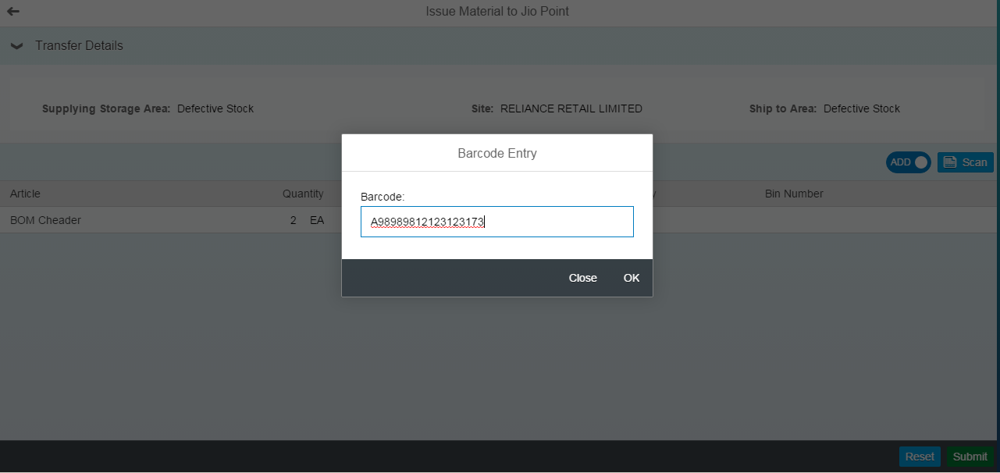 Issue Material to Jio Point
Transfer Details
Supplying Storage Area: Defective Stock Site: RELIANCE RETAIL LIMITED Ship to Area: Defective Stock
ADD Scan
Article Quantity Bin Number
BOM Cheader 2 EA
Barcode Entry
Barcode:
A98989812123123173
Close OK
Reset Submit